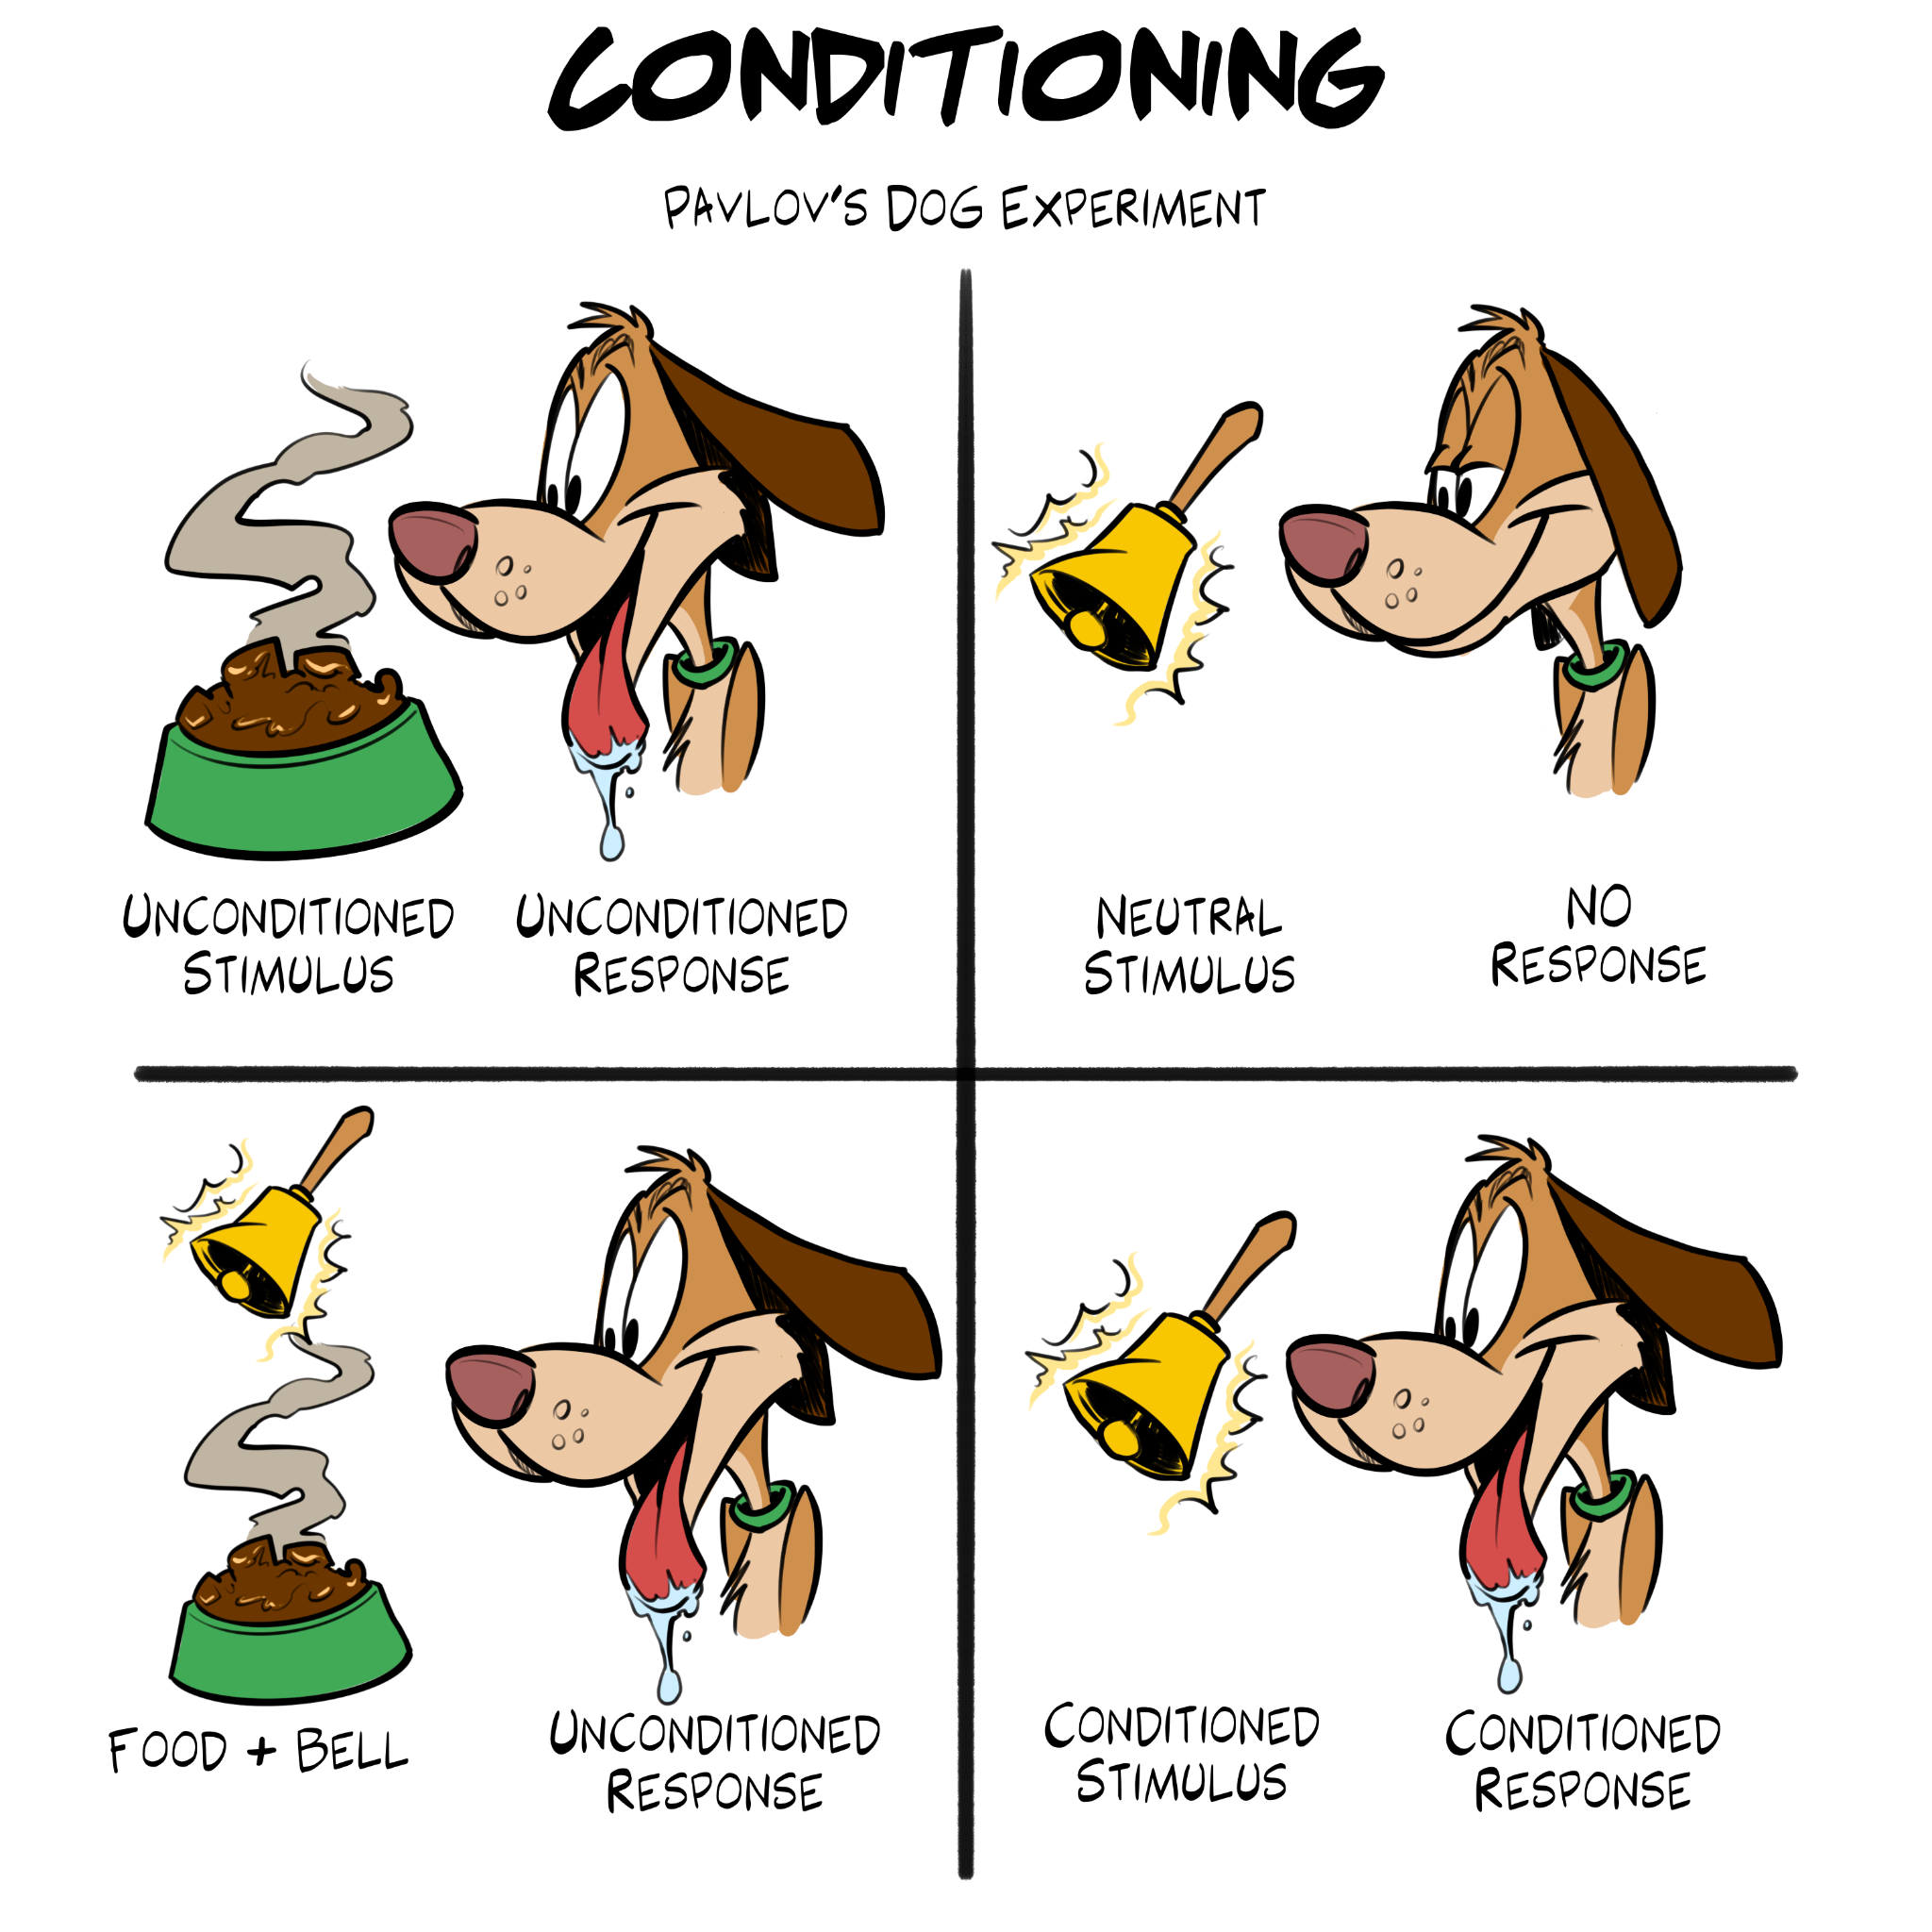 CONDITIONING
PAVLOV'S DOG EXPERIMENT
UNCONDITIONED
STIMULUS
UNCONDITIONED
RESPONSE
NEUTRAL
STIMULUS
NO
RESPONSE
FOOD + BELL
UNCONDITIONED
RESPONSE
CONDITIONED
STIMULUS
CONDITIONED
RESPONSE